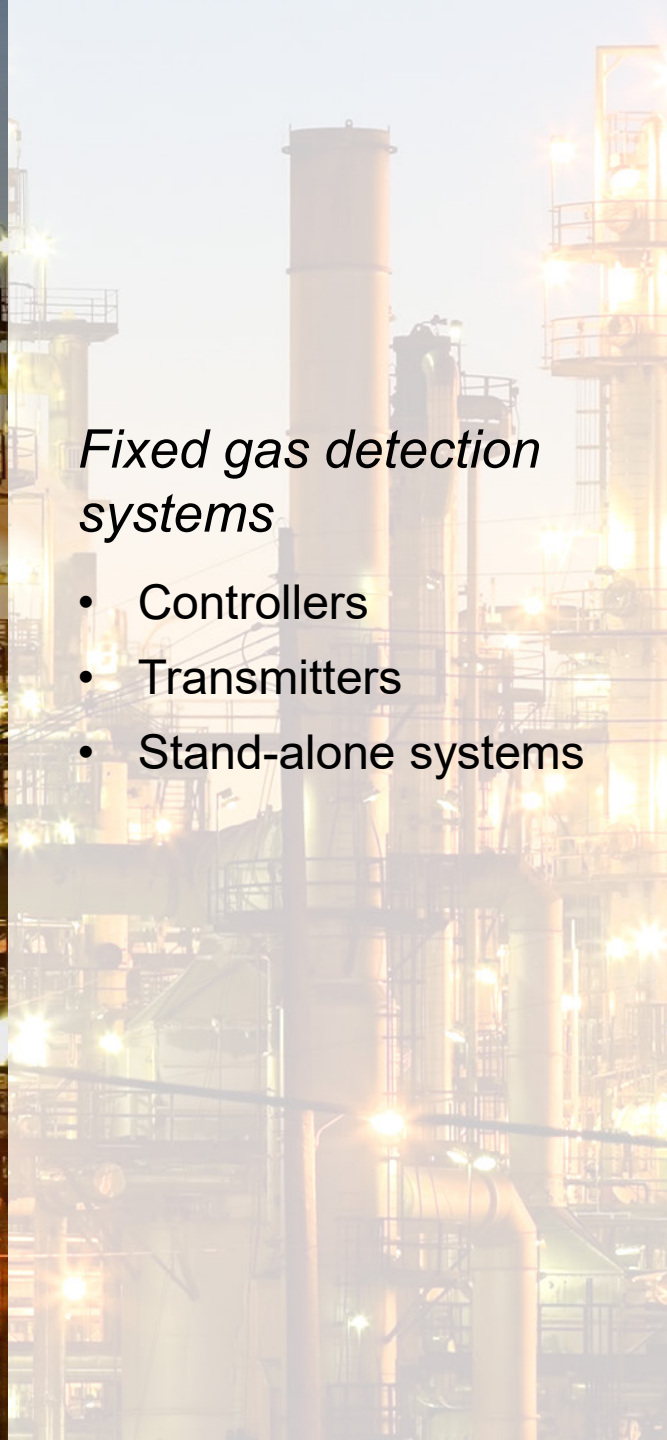 Fixed gas detection
systems
• Controllers
• Transmitters
• Stand-alone systems